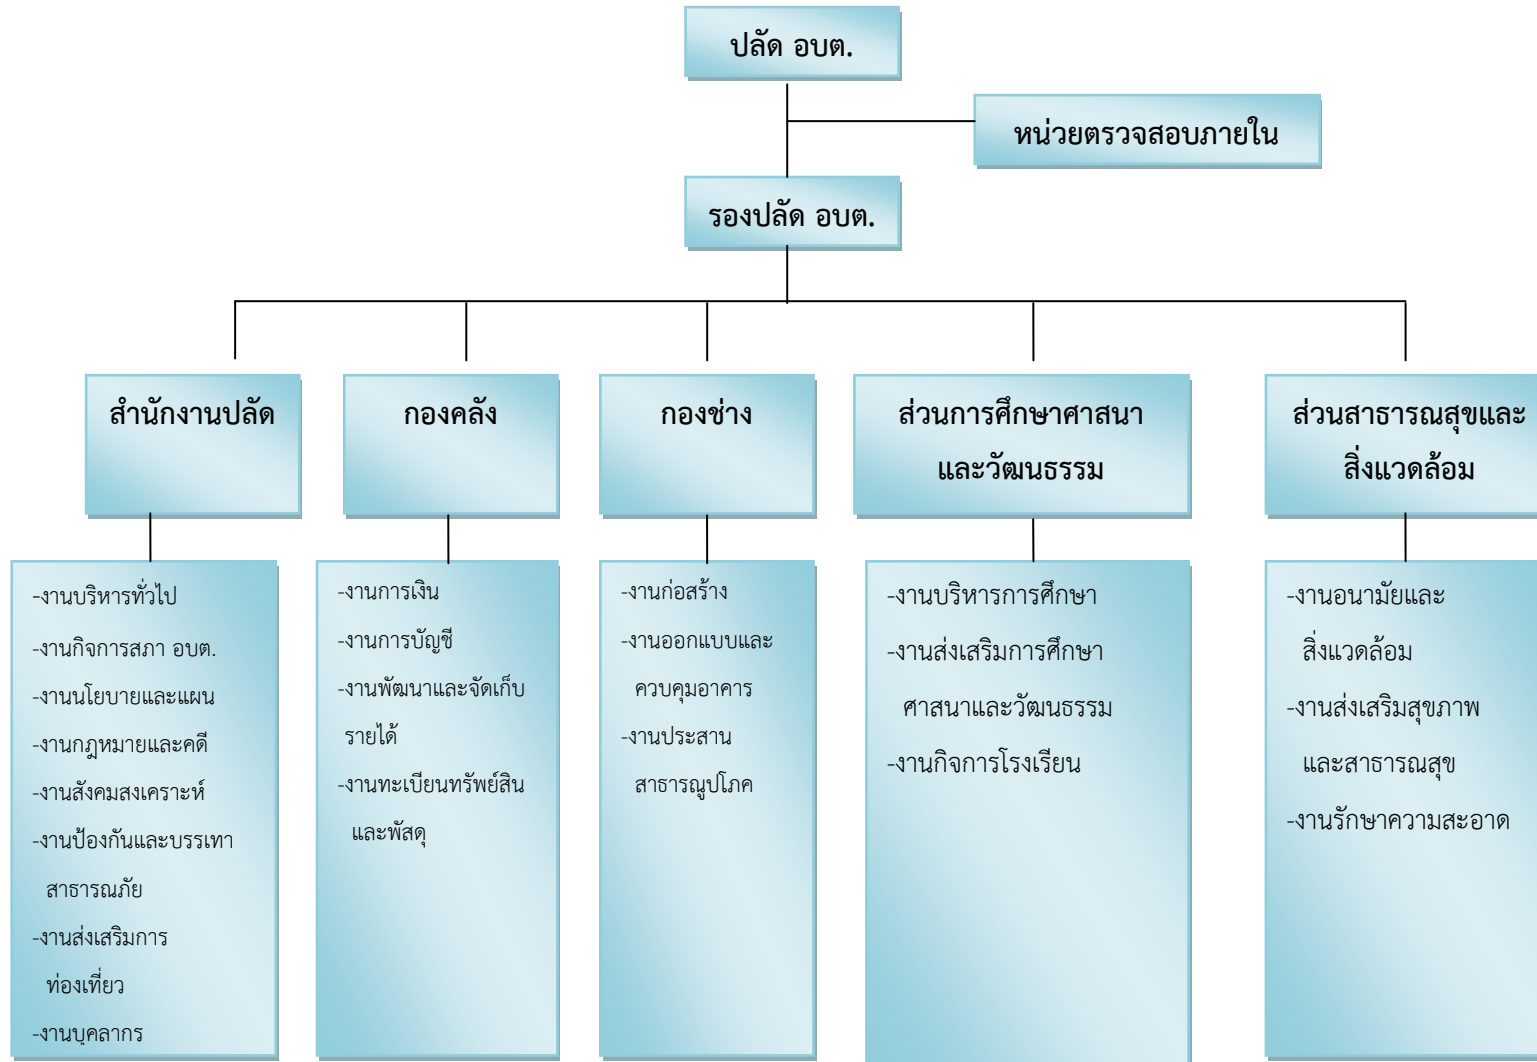 ปลัด อบต.
หน่วยตรวจสอบภายใน
รองปลัด อบต.
สำนักงานปลัด
กองคลัง
กองช่าง
ส่วนการศึกษาศาสนา
และวัฒนธรรม
ส่วนสาธารณสุขและ
สิ่งแวดล้อม
-งานบริหารทั่วไป
-งานกิจการสภา อบต.
-งานนโยบายและแผน
-งานกฎหมายและคดี
-งานสังคมสงเคราะห์
-งานป้องกันและบรรเทา
สาธารณภัย
-งานส่งเสริมการ
ท่องเที่ยว
-งานบุคลากร
-งานการเงิน
-งานการบัญชี
-งานพัฒนาและจัดเก็บ
รายได้
-งานทะเบียนทรัพย์สิน
และพัสดุ
-งานก่อสร้าง
-งานออกแบบและ
ควบคุมอาคาร
-งานประสาน
สาธารณูปโภค
-งานบริหารการศึกษา
-งานส่งเสริมการศึกษา
ศาสนาและวัฒนธรรม
-งานกิจการโรงเรียน
-งานอนามัยและ
สิ่งแวดล้อม
-งานส่งเสริมสุขภาพ
และสาธารณสุข
-งานรักษาความสะอาด